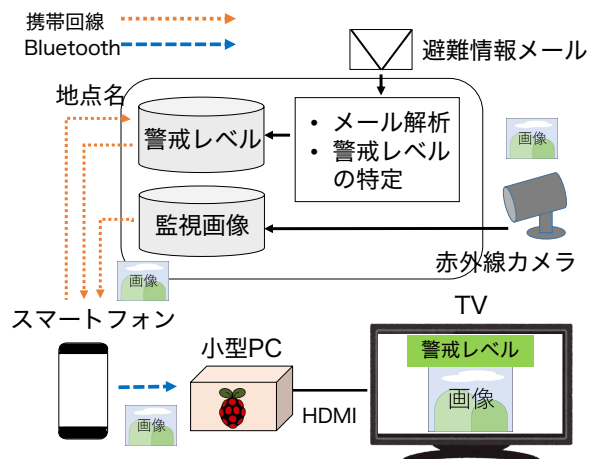 携帯回線
Bluetooth
避難情報メール
地点名
警戒レベル
• メール解析
• 警戒レベル
の特定
画像
監視画像
赤外線カメラ
画像
スマートフォン
小型PC
TV
警戒レベル
画像
HDMI
画像